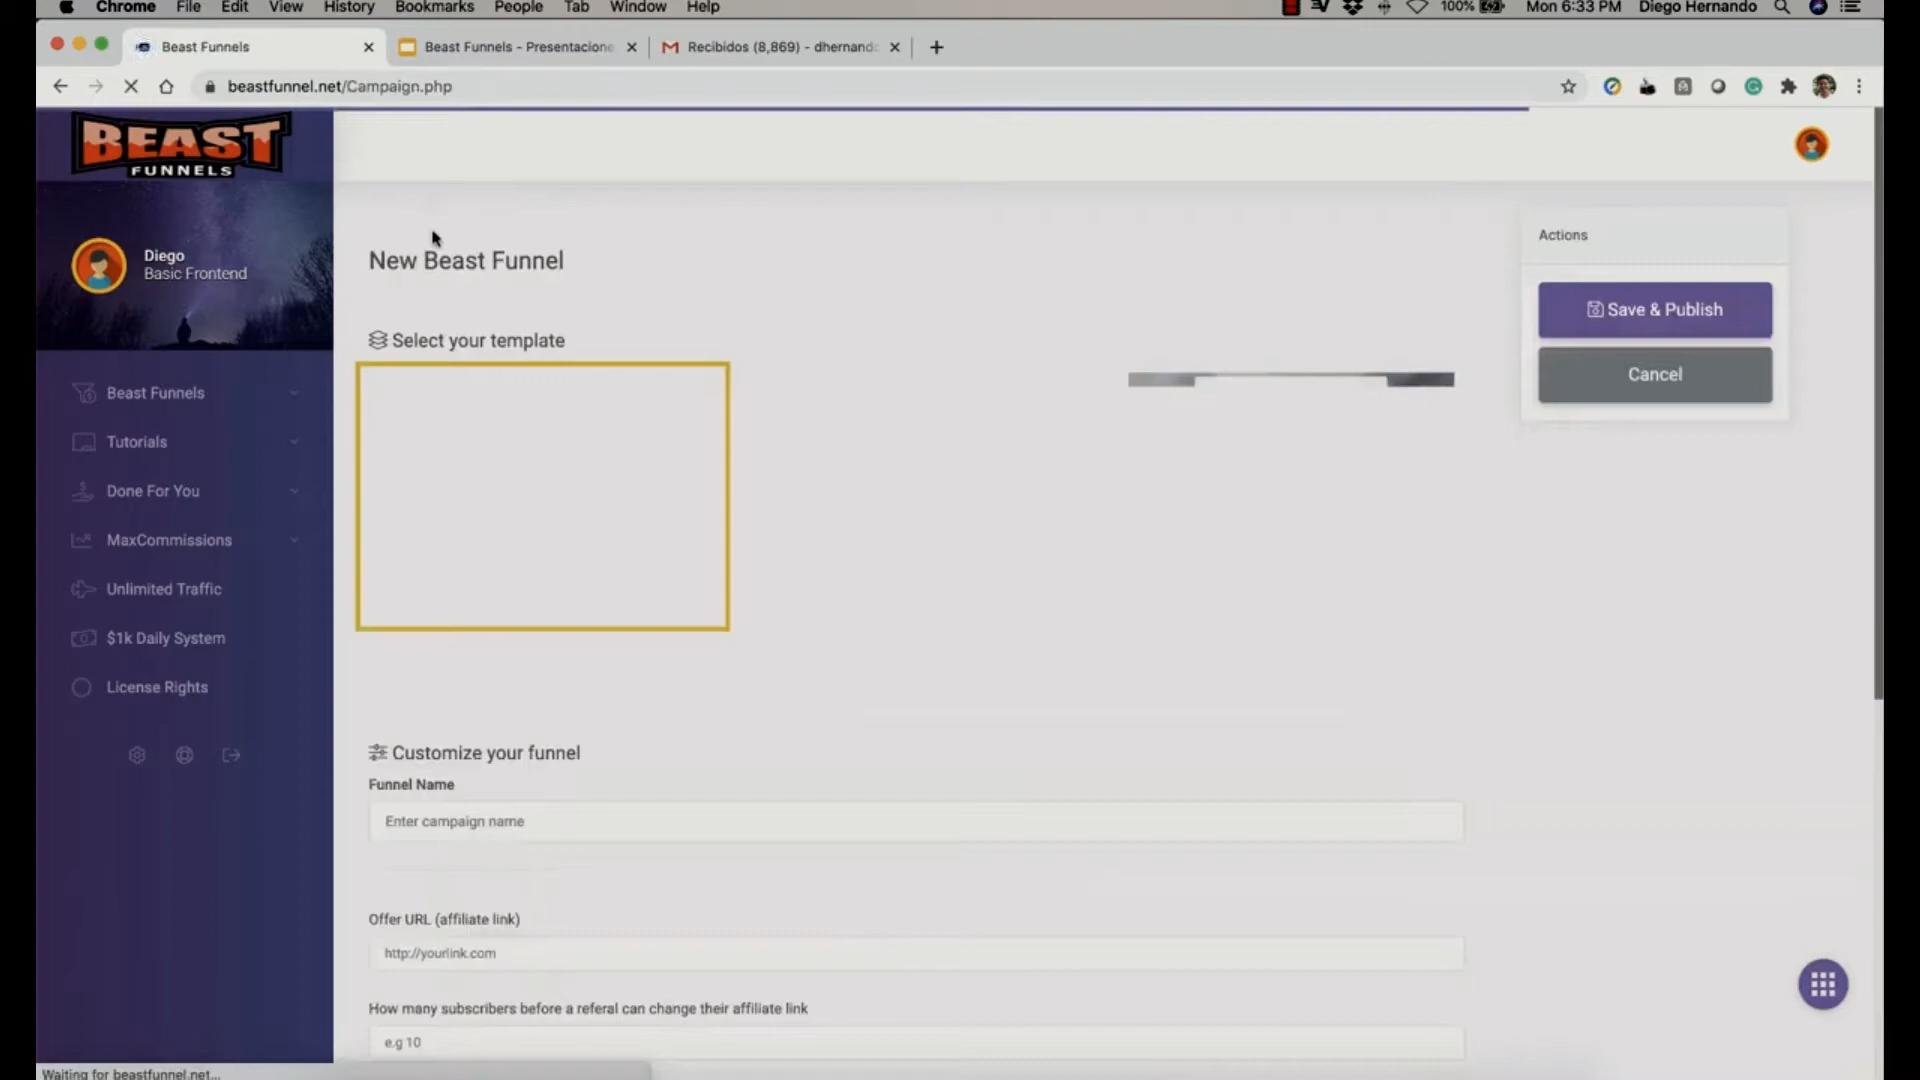 Chrome File Edit View History Bookmarks People Tab Window Help 100% Mon 6:33 PM Diego Hernando
Beast Funnels Beast Funnels - Presentacione Recibidos (8,869) - dhernand
beastfunnel.net/Campaign.php
BEAST
FUNNELS
Diego
Basic Frontend
Beast Funnels
Tutorials
Done For You
MaxCommissions
Unlimited Traffic
$1k Daily System
License Rights
New Beast Funnel
Select your template
Customize your funnel
Funnel Name
Enter campaign name
Offer URL (affiliate link)
http://yourlink.com
How many subscribers before a referal can change their affiliate link
e.g 10
Actions
Save & Publish
Cancel
Waiting for beastfunnel.net...